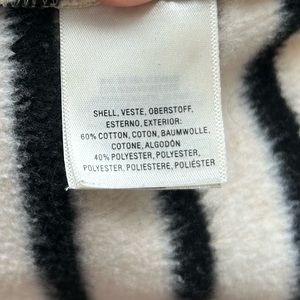 SHELL, VESTE, OBERSTOFF,
ESTERNO, EXTERIOR:
60% COTTON, COTON, BAUMWOLLE,
COTONE, ALGODÓN
40% POLYESTER, POLYESTER,
POLYESTER, POLIESTERE, POLIÉSTER